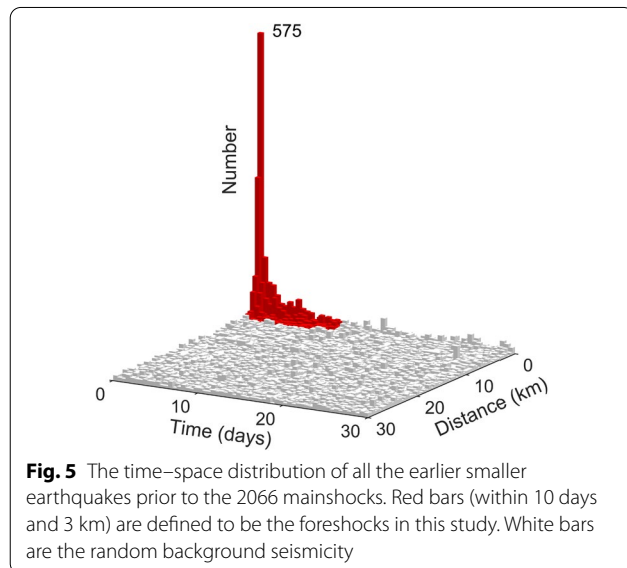 575
Number
0
10
20
30
Time (days)
30
20
10
0
Distance (km)
Fig. 5 The time–space distribution of all the earlier smaller
earthquakes prior to the 2066 mainshocks. Red bars (within 10 days
and 3 km) are defined to be the foreshocks in this study. White bars
are the random background seismicity